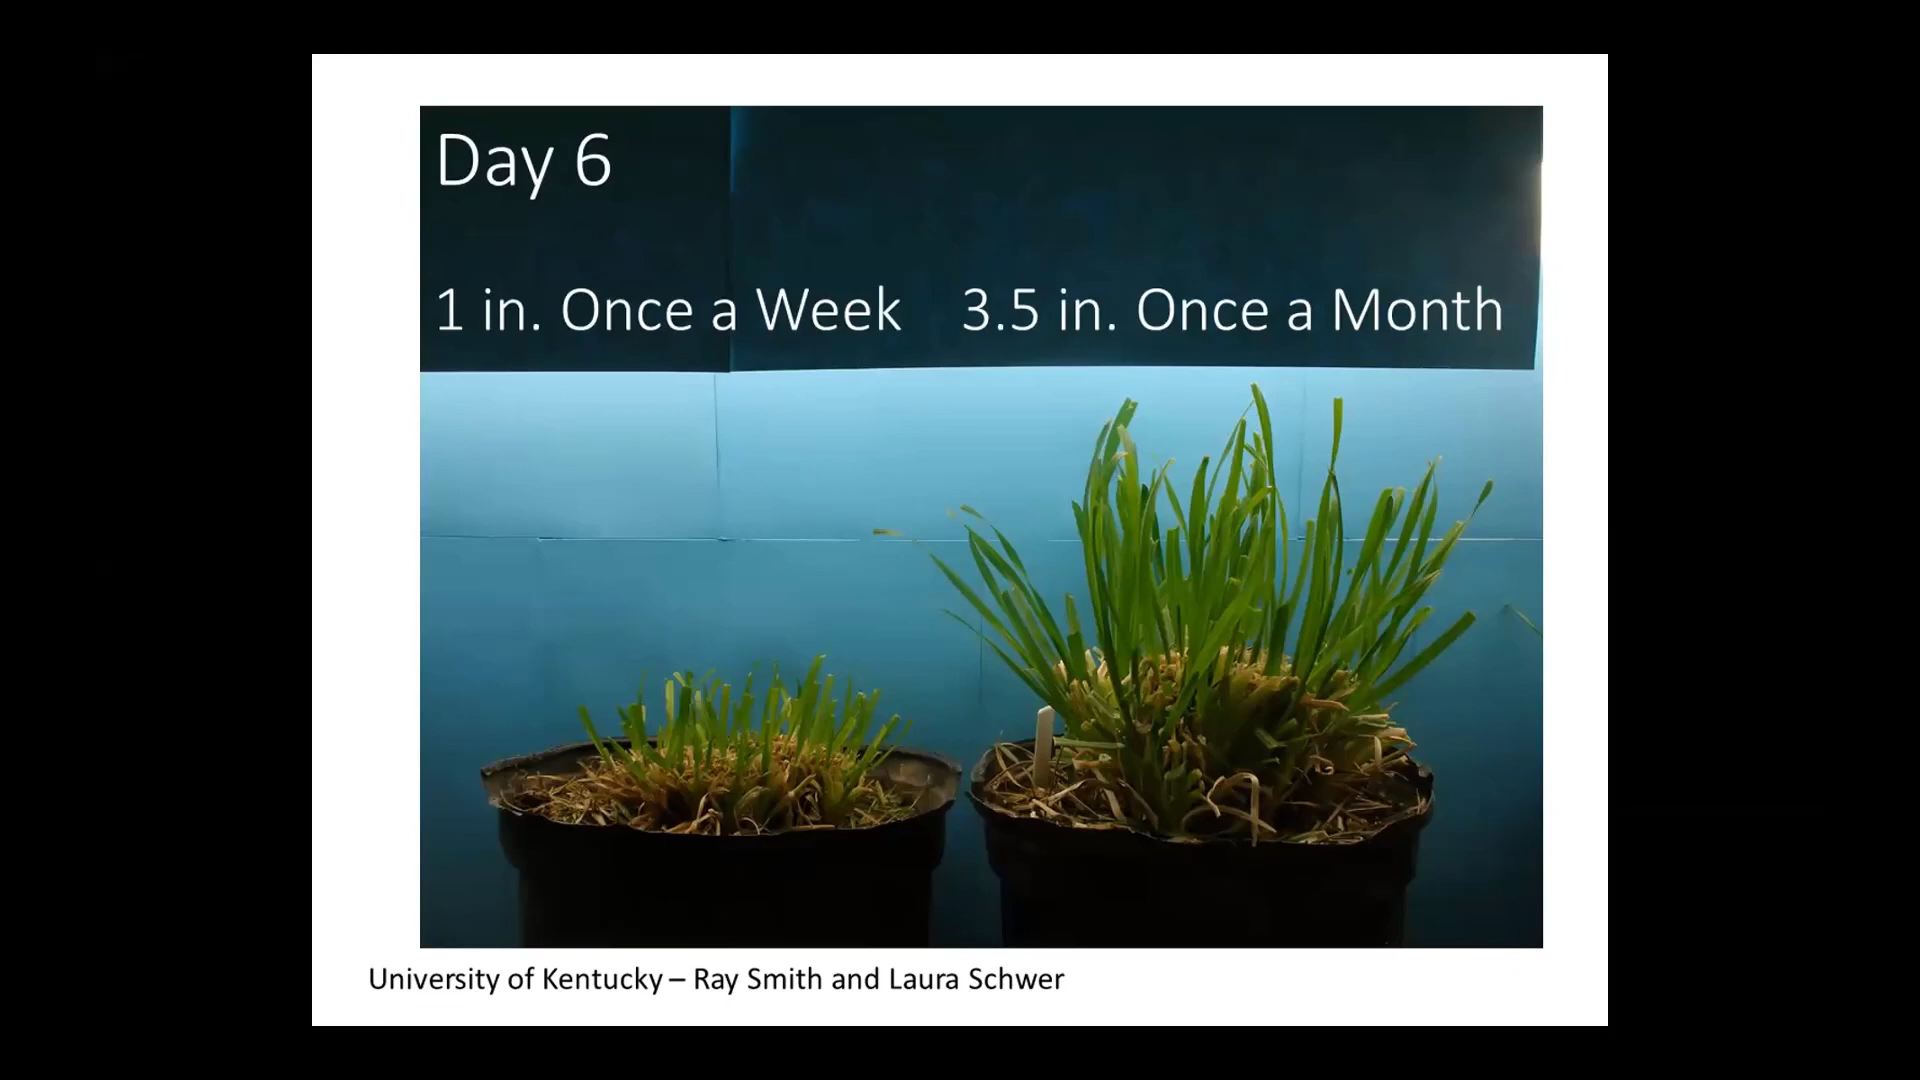 Day 6
1 in. Once a Week 3.5 in. Once a Month
University of Kentucky – Ray Smith and Laura Schwer